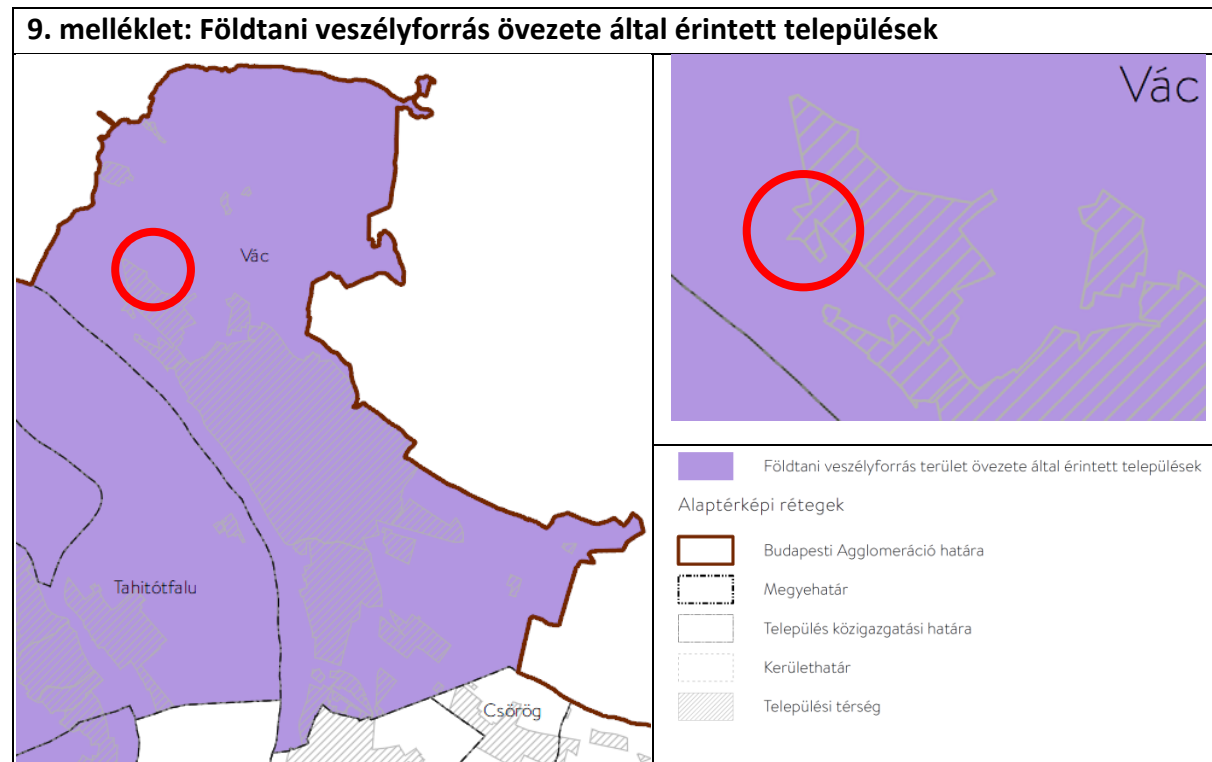 9. melléklet: Földtani veszélyforrás övezete által érintett települések
Vác
Tahitótfalu
Csörög
Vác
Földtani veszélyforrás terület övezete által érintett települések
Alaptérképi rétegek
Budapesti Agglomeráció határa
Megyehatár
Település közigazgatási határa
Kerülethatár
Települési térség